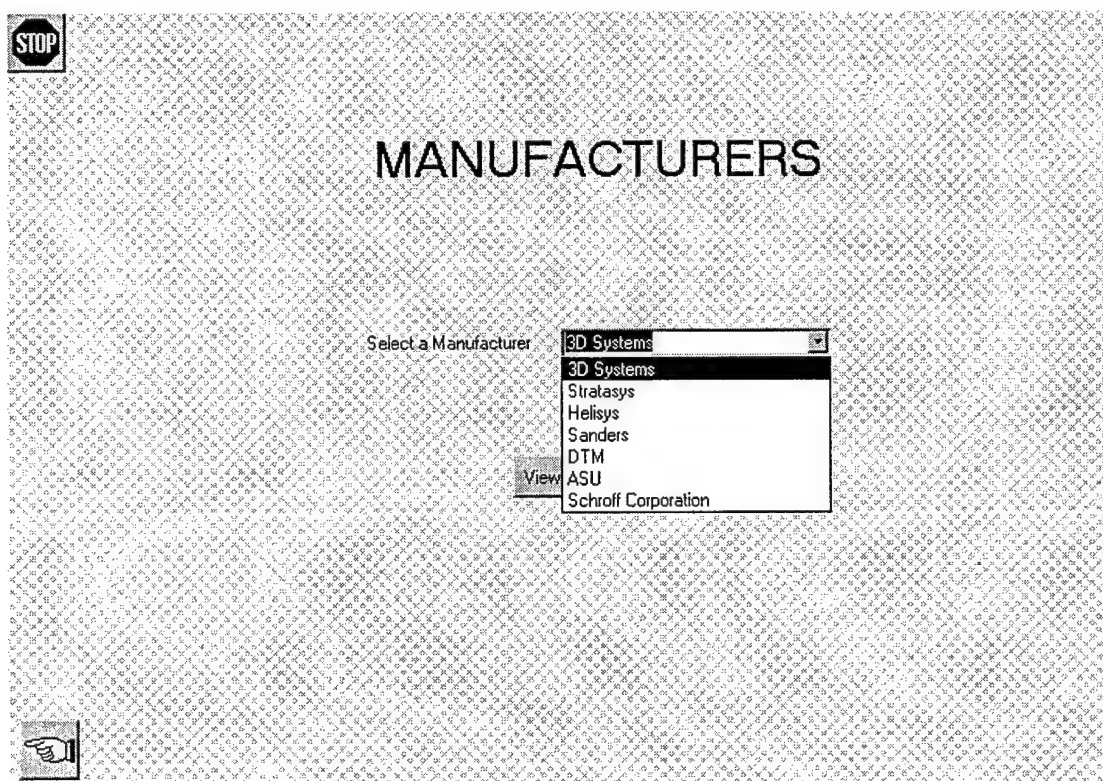 STOP
MANUFACTURERS
Select a Manufacturer 3D Systems
3D Systems
Stratasys
Helisys
Sanders
DTM
View ASU
Schroff Corporation